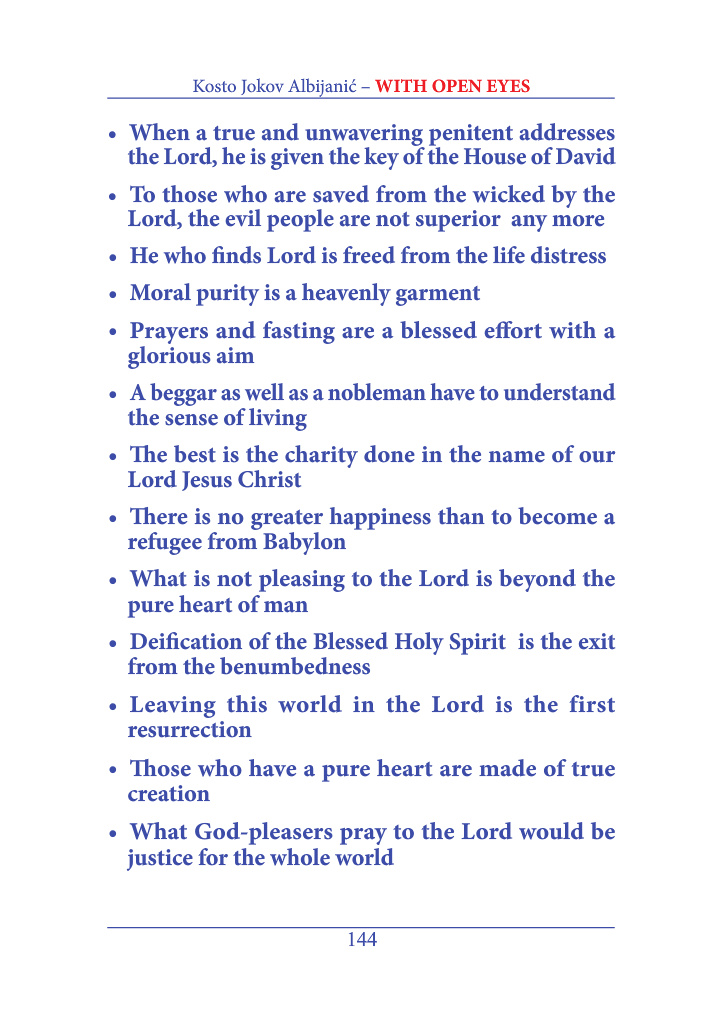 Kosto Jokov Albijanić – WITH OPEN EYES
• When a true and unwavering penitent addresses
the Lord, he is given the key of the House of David
• To those who are saved from the wicked by the
Lord, the evil people are not superior  any more
• He who finds Lord is freed from the life distress
• Moral purity is a heavenly garment
• Prayers and fasting are a blessed effort with a
glorious aim
• A beggar as well as a nobleman have to understand
the sense of living
• The best is the charity done in the name of our
Lord Jesus Christ
• There is no greater happiness than to become a
refugee from Babylon
• What is not pleasing to the Lord is beyond the
pure heart of man
• Deification of the Blessed Holy Spirit  is the exit
from the benumbedness
• Leaving this world in the Lord is the first
resurrection
• Those who have a pure heart are made of true
creation
• What God-pleasers pray to the Lord would be
justice for the whole world
144